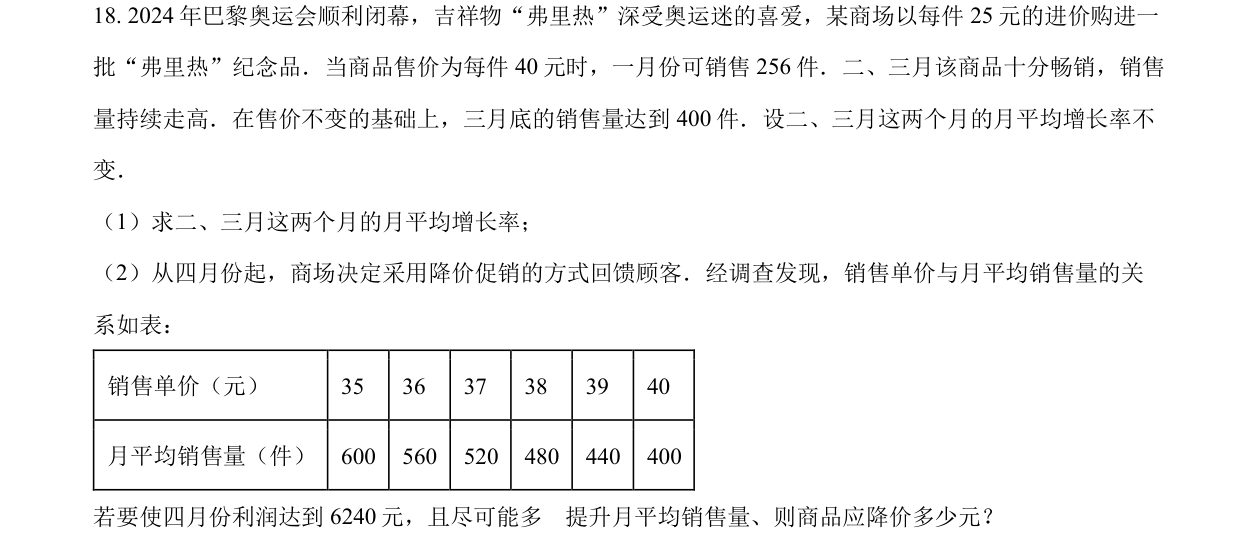 18. 2024 年巴黎奥运会顺利闭幕，吉祥物“弗里热”深受奥运迷的喜爱，某商场以每件 25 元的进价购进一
批“弗里热”纪念品．当商品售价为每件 40 元时，一月份可销售 256 件．二、三月该商品十分畅销，销售
量持续走高．在售价不变的基础上，三月底的销售量达到 400 件．设二、三月这两个月的月平均增长率不
变．
（1）求二、三月这两个月的月平均增长率；
（2）从四月份起，商场决定采用降价促销的方式回馈顾客．经调查发现，销售单价与月平均销售量的关
系如表：
销售单价（元） 35 36 37 38 39 40
月平均销售量（件） 600 560 520 480 440 400
若要使四月份利润达到 6240 元，且尽可能多 提升月平均销售量、则商品应降价多少元？